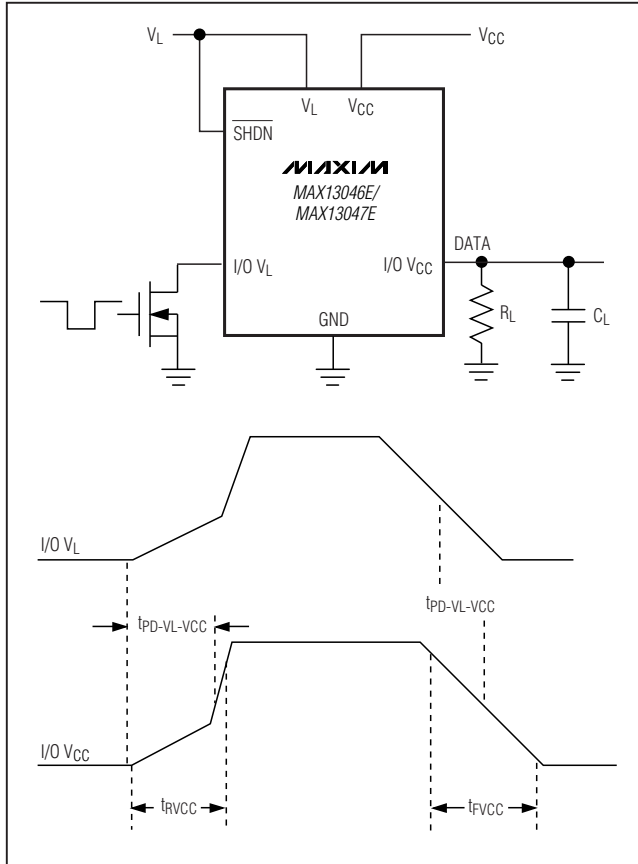 VL VCC
VL VCC
SHDN
MAXIM
MAX13046E/
MAX13047E
DATA
I/O VL I/O VCC
RL CL
GND
I/O VL
tPD-VL-VCC
tPD-VL-VCC
I/O VCC
tRVCC tFVCC